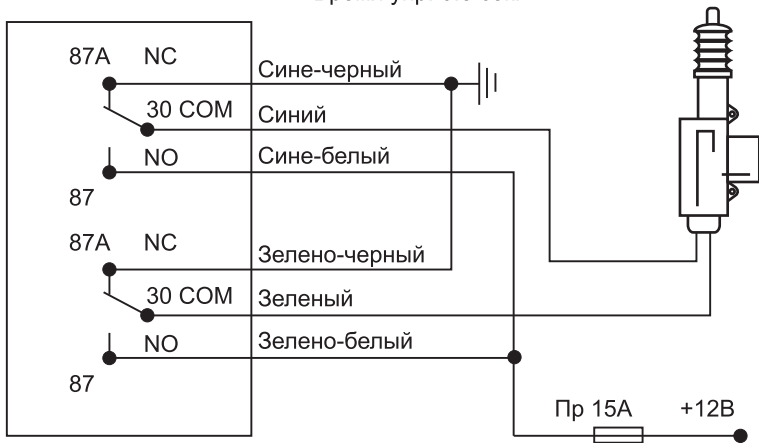 87A NC
Сине-черный
30 COM
Синий
NO
Сине-белый
87
87A NC
Зелено-черный
30 COM
Зеленый
NO
Зелено-белый
87
Пр 15А +12В